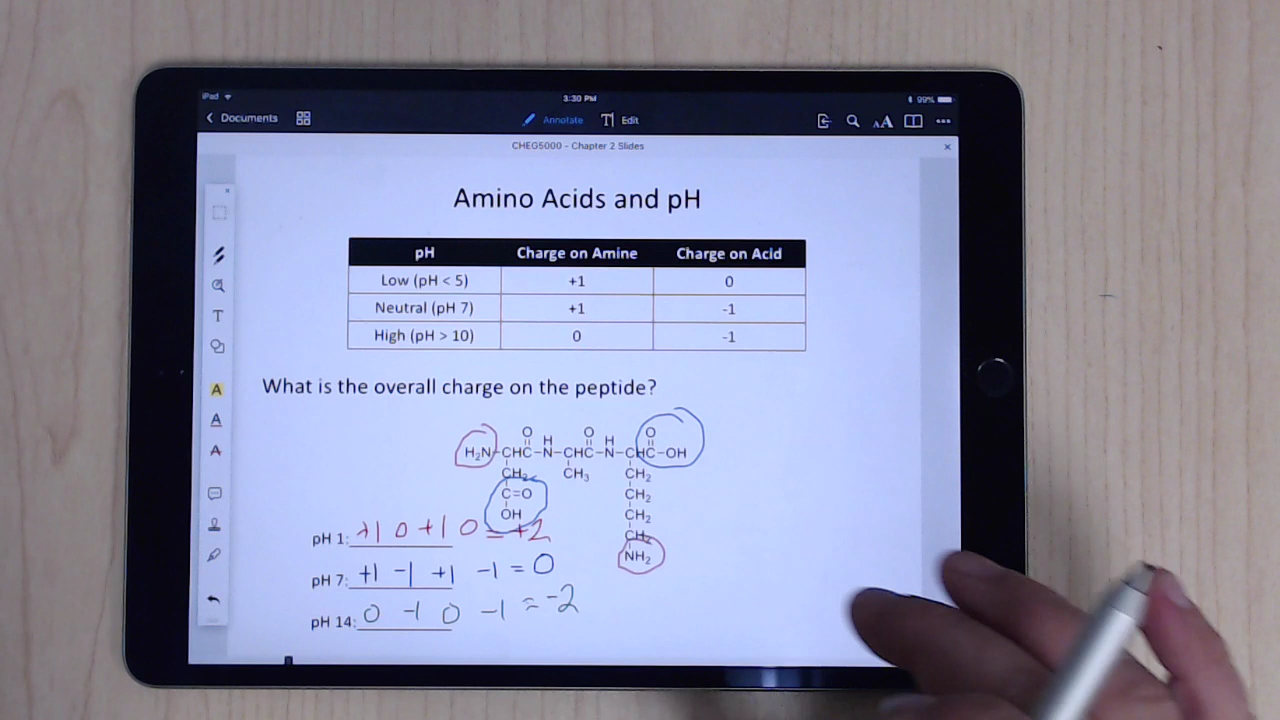 iPad 3:30 PM 99%
Documents Annotate T Edit AA
CHEG5000 - Chapter 2 Slides
Amino Acids and pH
pH Charge on Amine Charge on Acid
Low (pH < 5) +1 0
Neutral (pH 7) +1 -1
High (pH > 10) 0 -1
What is the overall charge on the peptide?
O H O H O
H₂N-CHC-N-CHC-N-CHC-OH
CH₂ CH₃ CH₂
C=O CH₂
OH CH₂
CH₂
NH₂
pH 1: +1 0 +1 0 = +2
pH 7: +1 -1 +1 -1 = 0
pH 14: 0 -1 0 -1 = -2
T
A
A
A